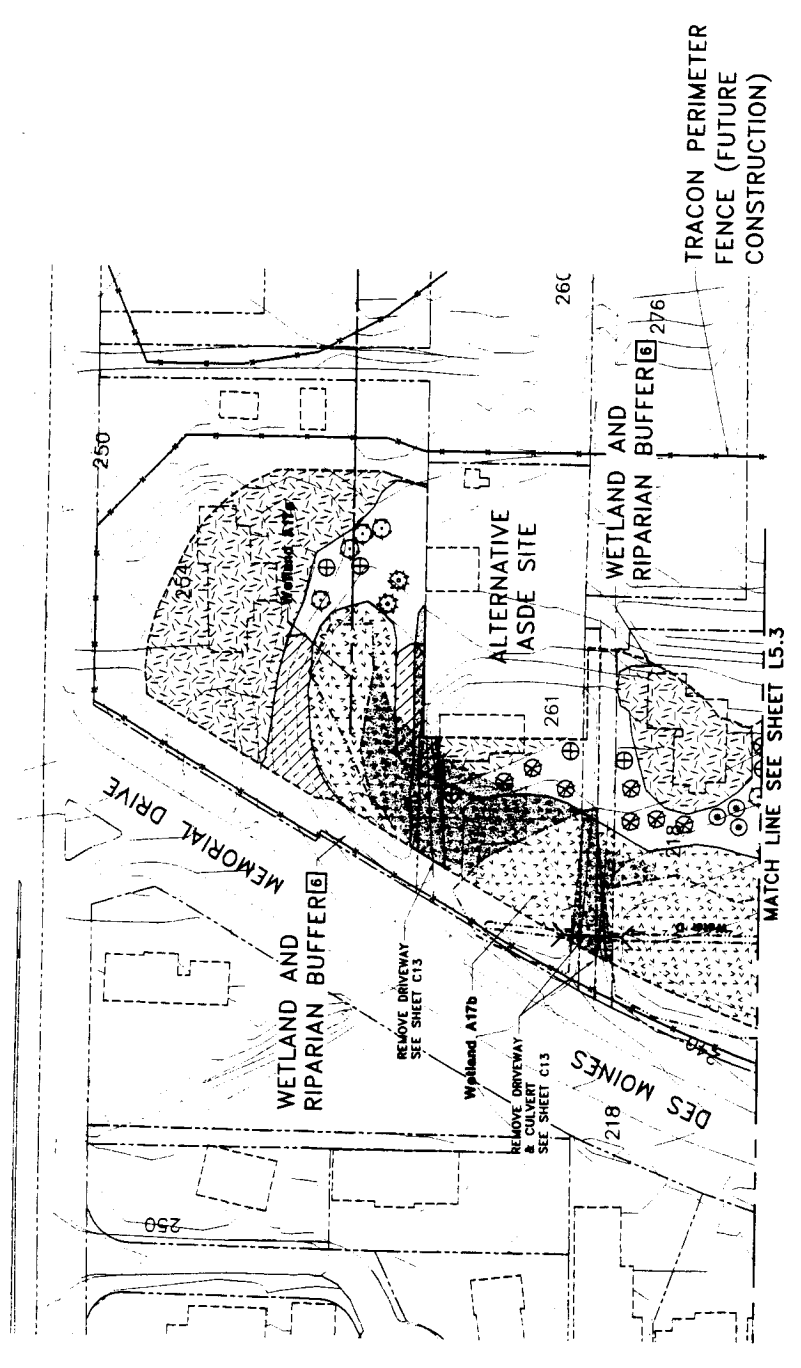 TRACON PERIMETER
FENCE (FUTURE
CONSTRUCTION)
250
260
276
WETLAND AND
RIPARIAN BUFFER 6
ALTERNATIVE
ASDE SITE
261
204
Wetland A17a
218
MATCH LINE SEE SHEET L5.3
MEMORIAL DRIVE
WETLAND AND
RIPARIAN BUFFER 6
REMOVE DRIVEWAY
SEE SHEET C13
Wetland A17b
REMOVE DRIVEWAY
& CULVERT
SEE SHEET C13
240
DES MOINES
218
250